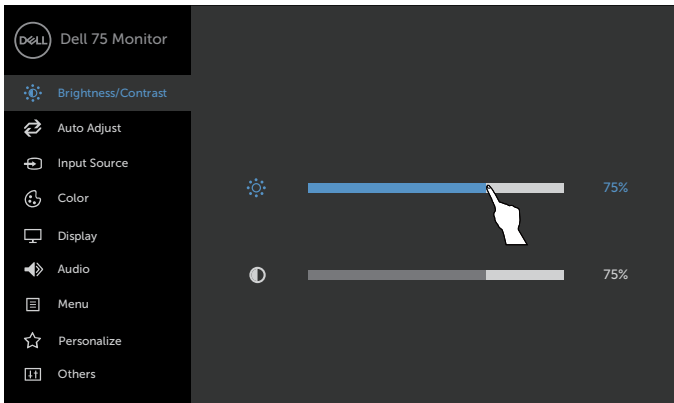 DELL
Dell 75 Monitor
Brightness/Contrast
Auto Adjust
Input Source
Color
Display
Audio
Menu
Personalize
Others
75%
75%